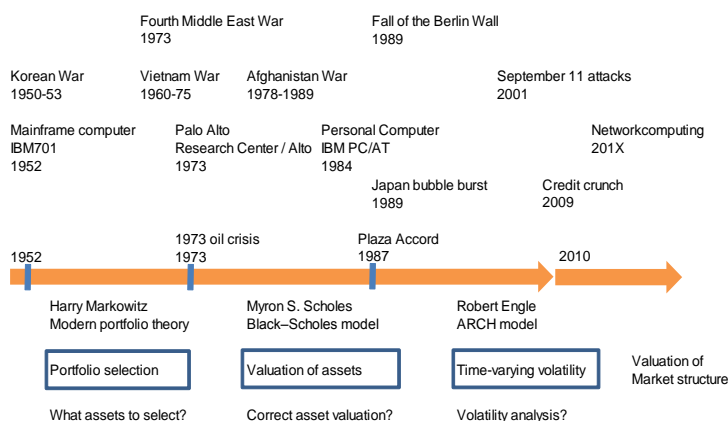 Fourth Middle East War
1973
Fall of the Berlin Wall
1989
Korean War
1950-53
Vietnam War
1960-75
Afghanistan War
1978-1989
September 11 attacks
2001
Mainframe computer
IBM701
1952
Palo Alto
Research Center / Alto
1973
Personal Computer
IBM PC/AT
1984
Networkcomputing
201X
Japan bubble burst
1989
Credit crunch
2009
1952
1973 oil crisis
1973
Plaza Accord
1987
2010
Harry Markowitz
Modern portfolio theory
Myron S. Scholes
Black–Scholes model
Robert Engle
ARCH model
Portfolio selection
Valuation of assets
Time-varying volatility
Valuation of
Market structure
What assets to select?
Correct asset valuation?
Volatility analysis?